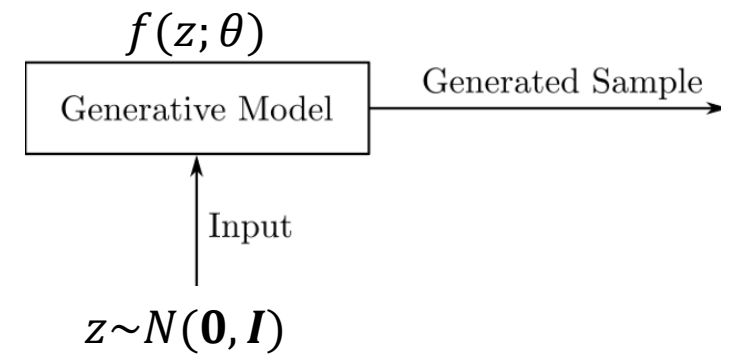 f(z; θ)
Generative Model
Generated Sample
Input
z~N(0, I)